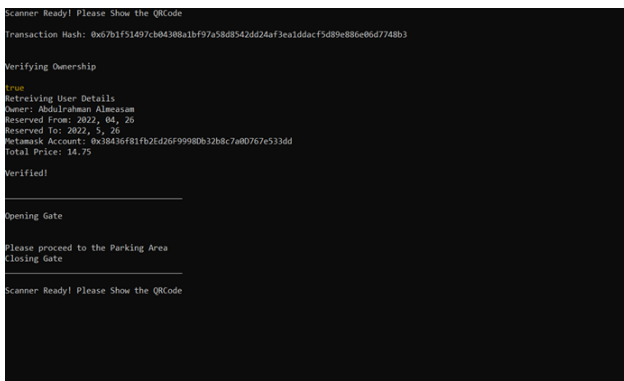 Scanner Ready! Please Show the QRCode
Transaction Hash: 0x67b1f51497cb04308a1bf97a58d8542dd24af3ea1ddacf5d89e886e06d7748b3
Verifying Ownership
true
Retreiving User Details
Owner: Abdulrahman Almeasam
Reserved From: 2022, 04, 26
Reserved To: 2022, 5, 26
Metamask Account: 0x38436f81fb2Ed26F9998Db32b8c7a0D767e533dd
Total Price: 14.75
Verified!
Opening Gate
Please proceed to the Parking Area
Closing Gate
Scanner Ready! Please Show the QRCode